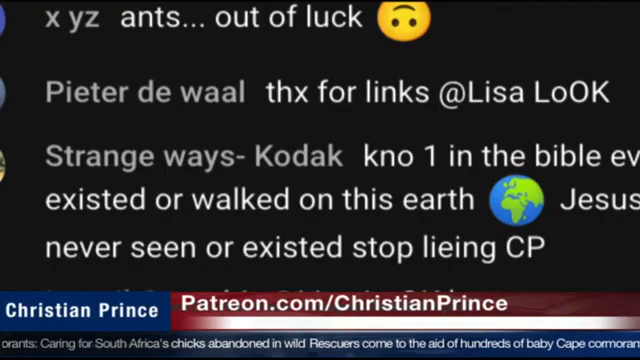 x yz ants... out of luck 🙃
Pieter de waal thx for links @Lisa LoOK
Strange ways- Kodak kno 1 in the bible ev
existed or walked on this earth 🌍 Jesus
never seen or existed stop lieing CP
Christian Prince
Patreon.com/ChristianPrince
orants: Caring for South Africa's chicks abandoned in wild Rescuers come to the aid of hundreds of baby Cape cormoran